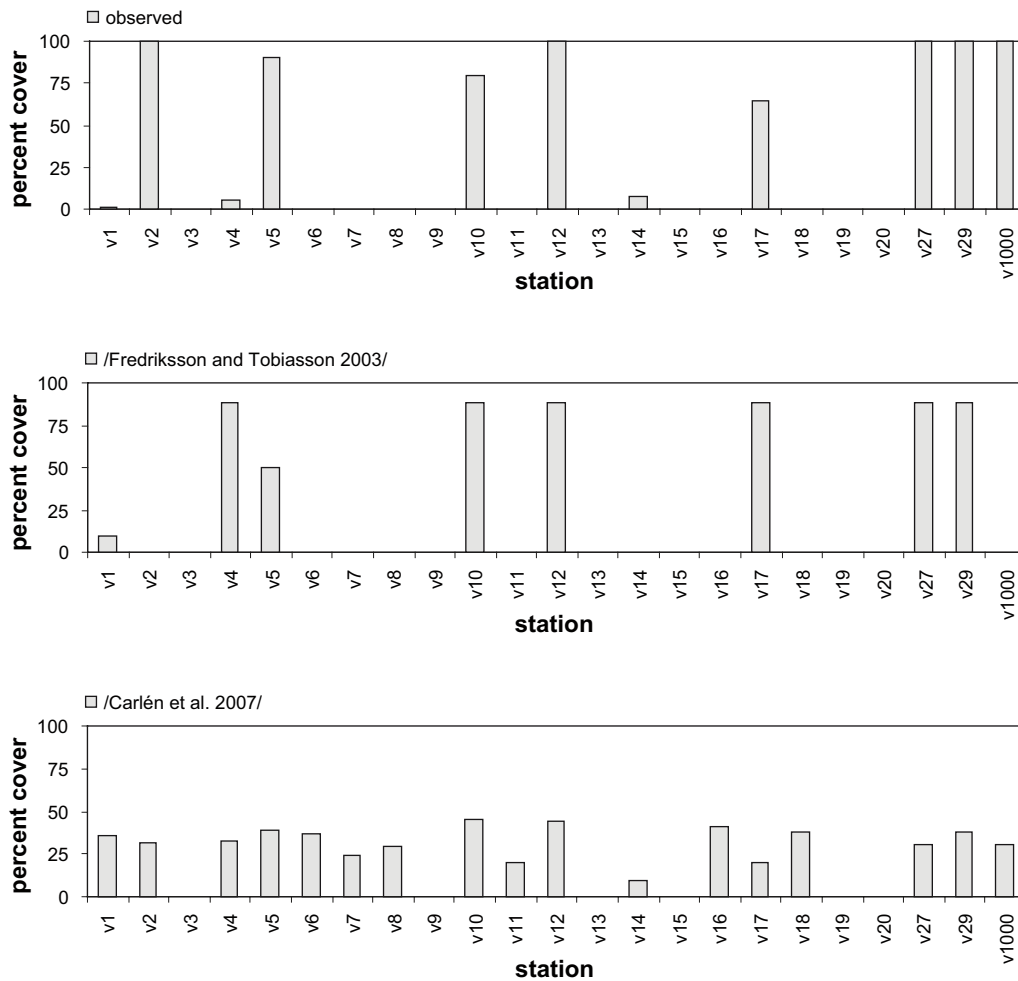 observed
percent cover
100
75
50
25
0
v1 v2 v3 v4 v5 v6 v7 v8 v9 v10 v11 v12 v13 v14 v15 v16 v17 v18 v19 v20 v27 v29 v1000
station
/Fredriksson and Tobiasson 2003/
percent cover
100
75
50
25
0
v1 v2 v3 v4 v5 v6 v7 v8 v9 v10 v11 v12 v13 v14 v15 v16 v17 v18 v19 v20 v27 v29 v1000
station
/Carlén et al. 2007/
percent cover
100
75
50
25
0
v1 v2 v3 v4 v5 v6 v7 v8 v9 v10 v11 v12 v13 v14 v15 v16 v17 v18 v19 v20 v27 v29 v1000
station